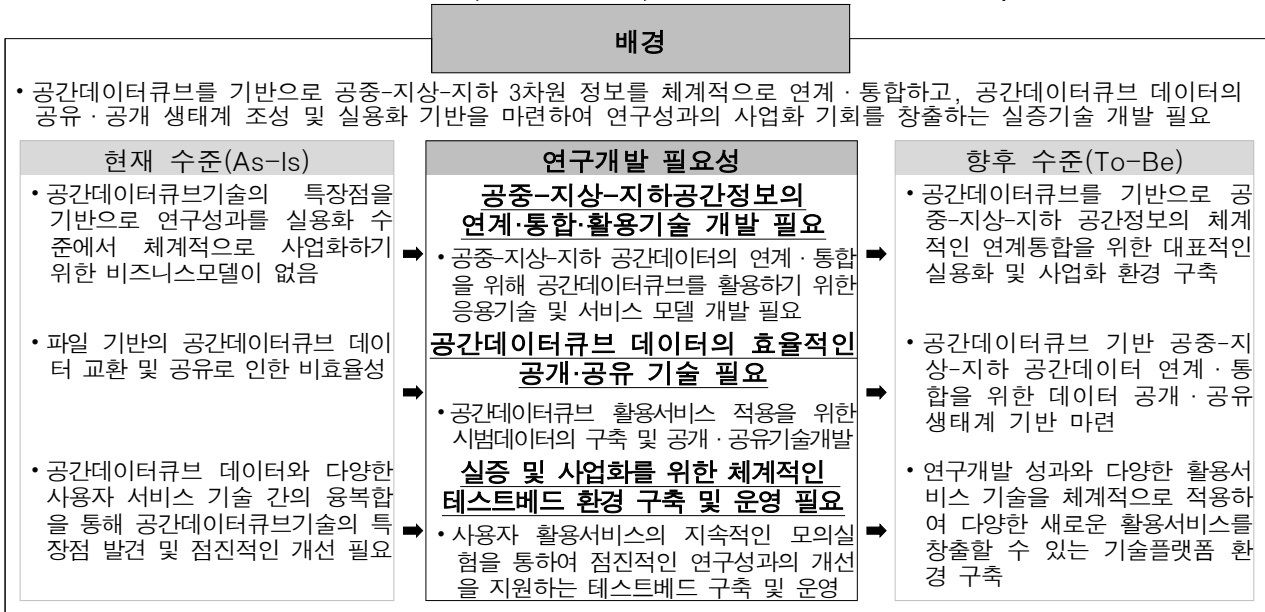 배경
• 공간데이터큐브를 기반으로 공중-지상-지하 3차원 정보를 체계적으로 연계·통합하고, 공간데이터큐브 데이터의
공유·공개 생태계 조성 및 실용화 기반을 마련하여 연구성과의 사업화 기회를 창출하는 실증기술 개발 필요
현재 수준(As-Is)
• 공간데이터큐브기술의 특장점을
기반으로 연구성과를 실용화 수
준에서 체계적으로 사업화하기
위한 비즈니스모델이 없음
• 파일 기반의 공간데이터큐브 데이
터 교환 및 공유로 인한 비효율성
• 공간데이터큐브 데이터와 다양한
사용자 서비스 기술 간의 융복합
을 통해 공간데이터큐브기술의 특
장점 발견 및 점진적인 개선 필요
➡
➡
➡
연구개발 필요성
공중-지상-지하공간정보의
연계·통합·활용기술 개발 필요
• 공중-지상-지하 공간데이터의 연계·통합
을 위해 공간데이터큐브를 활용하기 위한
응용기술 및 서비스 모델 개발 필요
공간데이터큐브 데이터의 효율적인
공개·공유 기술 필요
• 공간데이터큐브 활용서비스 적용을 위한
시범데이터의 구축 및 공개·공유기술개발
실증 및 사업화를 위한 체계적인
테스트베드 환경 구축 및 운영 필요
• 사용자 활용서비스의 지속적인 모의실
험을 통하여 점진적인 연구성과의 개선
을 지원하는 테스트베드 구축 및 운영
➡
➡
➡
향후 수준(To-Be)
• 공간데이터큐브를 기반으로 공
중-지상-지하 공간정보의 체계
적인 연계통합을 위한 대표적인
실용화 및 사업화 환경 구축
• 공간데이터큐브 기반 공중-지
상-지하 공간데이터 연계·통
합을 위한 데이터 공개·공유
생태계 기반 마련
• 연구개발 성과와 다양한 활용서
비스 기술을 체계적으로 적용하
여 다양한 새로운 활용서비스를
창출할 수 있는 기술플랫폼 환
경 구축